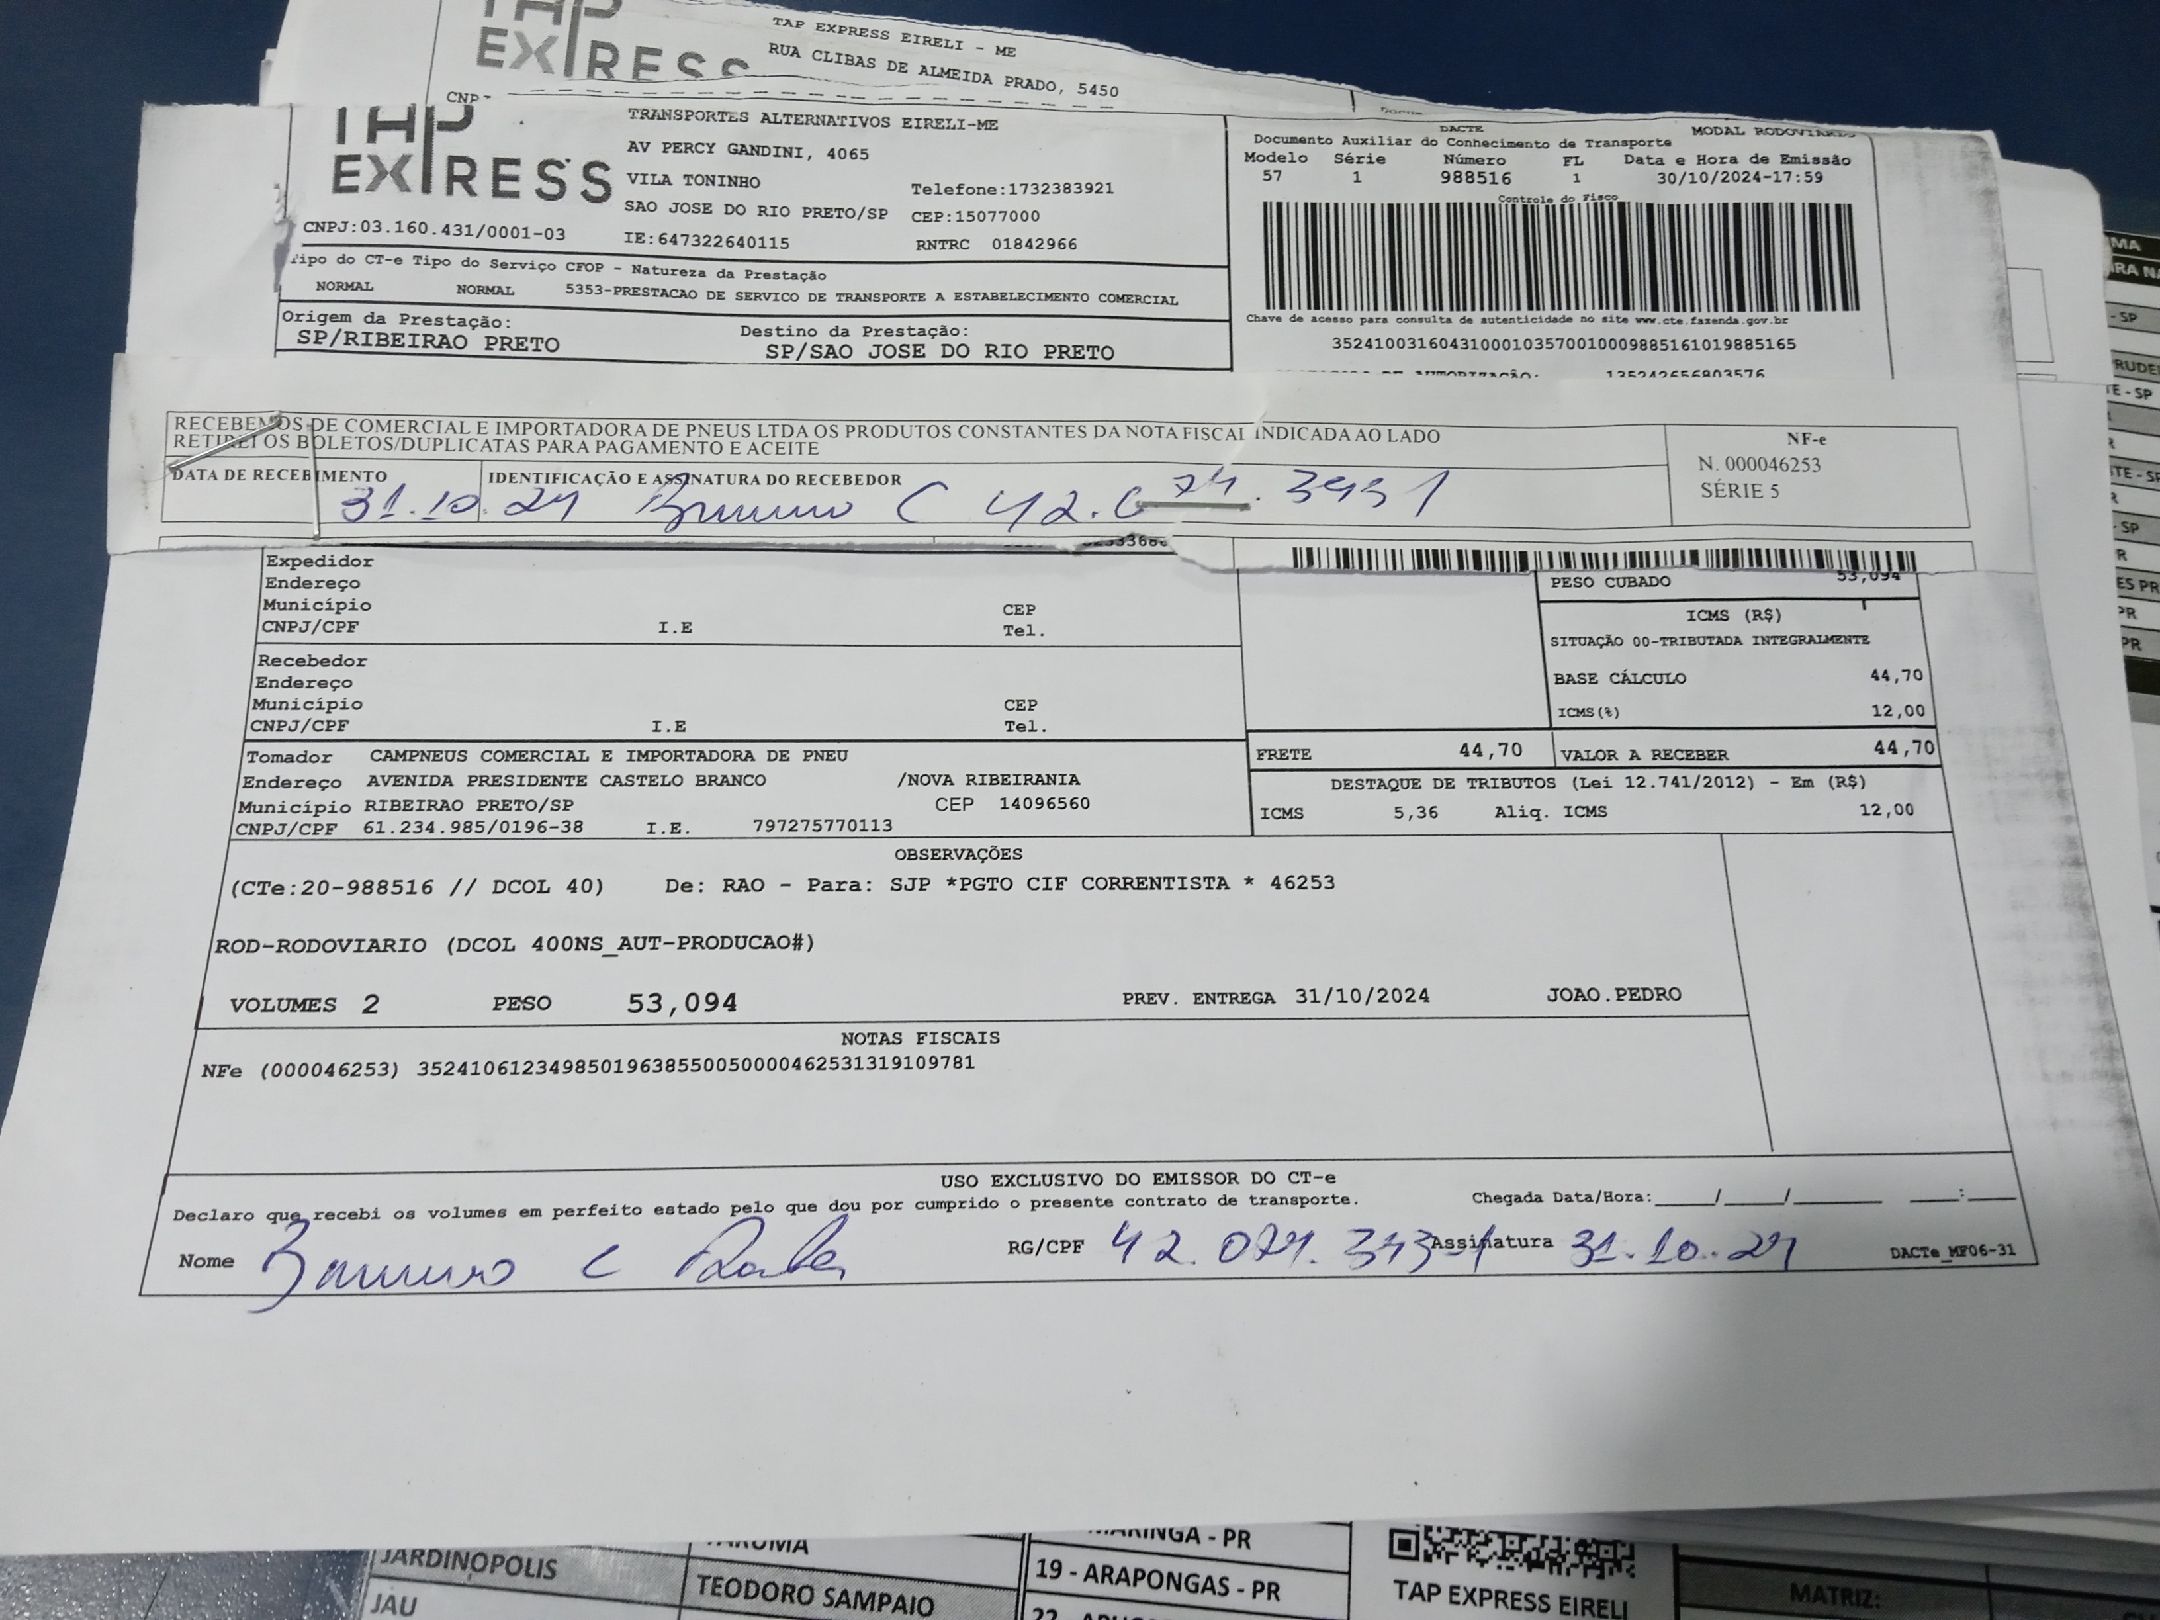 TAP
EXPRESS
TAP EXPRESS EIRELI - ME
RUA CLIBAS DE ALMEIDA PRADO, 5450
TAP
EXPRESS
TRANSPORTES ALTERNATIVOS EIRELI-ME
AV PERCY GANDINI, 4065
VILA TONINHO
Telefone:1732383921
SAO JOSE DO RIO PRETO/SP CEP:15077000
CNPJ:03.160.431/0001-03
IE:647322640115
RNTRC 01842966
DACTE MODAL RODOVIARIO
Documento Auxiliar do Conhecimento de Transporte
Modelo Série Número FL Data e Hora de Emissão
57 1 988516 1 30/10/2024-17:59
Controle do Fisco
Chave de acesso para consulta de autenticidade no site www.cte.fazenda.gov.br
35241003160431000103570010009885161019885165
135242656803576
Tipo do CT-e Tipo do Serviço CFOP - Natureza da Prestação
NORMAL NORMAL 5353-PRESTACAO DE SERVICO DE TRANSPORTE A ESTABELECIMENTO COMERCIAL
Origem da Prestação: Destino da Prestação:
SP/RIBEIRAO PRETO SP/SAO JOSE DO RIO PRETO
RECEBEMOS DE COMERCIAL E IMPORTADORA DE PNEUS LTDA OS PRODUTOS CONSTANTES DA NOTA FISCAL INDICADA AO LADO
RETIREI OS BOLETOS/DUPLICATAS PARA PAGAMENTO E ACEITE
NF-e
N. 000046253
SÉRIE 5
DATA DE RECEBIMENTO IDENTIFICAÇÃO E ASSINATURA DO RECEBEDOR
31.10.24 Bruno C
Expedidor
Endereço
Município CEP
CNPJ/CPF I.E Tel.
Recebedor
Endereço
Município CEP
CNPJ/CPF I.E Tel.
PESO CUBADO 53,094
ICMS (R$)
SITUAÇÃO 00-TRIBUTADA INTEGRALMENTE
BASE CÁLCULO 44,70
ICMS(%) 12,00
Tomador CAMPNEUS COMERCIAL E IMPORTADORA DE PNEU
Endereço AVENIDA PRESIDENTE CASTELO BRANCO /NOVA RIBEIRANIA
Município RIBEIRAO PRETO/SP CEP 14096560
CNPJ/CPF 61.234.985/0196-38 I.E. 797275770113
FRETE 44,70 VALOR A RECEBER 44,70
DESTAQUE DE TRIBUTOS (Lei 12.741/2012) - Em (R$)
ICMS 5,36 Aliq. ICMS 12,00
OBSERVAÇÕES
(CTe:20-988516 // DCOL 40) De: RAO - Para: SJP *PGTO CIF CORRENTISTA * 46253
ROD-RODOVIARIO (DCOL 400NS_AUT-PRODUCAO#)
VOLUMES 2 PESO 53,094 PREV. ENTREGA 31/10/2024 JOAO.PEDRO
NOTAS FISCAIS
NFe (000046253) 35241061234985019638550050000462531319109781
USO EXCLUSIVO DO EMISSOR DO CT-e
Declaro que recebi os volumes em perfeito estado pelo que dou por cumprido o presente contrato de transporte. Chegada Data/Hora:___/___/_____ ___:___
Nome Bruno C RG/CPF Assinatura 31.10.24 DACTe_MF06-31
JARDINOPOLIS
JAU
TEODORO SAMPAIO
MARINGA - PR
19 - ARAPONGAS - PR
TAP EXPRESS EIRELI
MATRIZ: